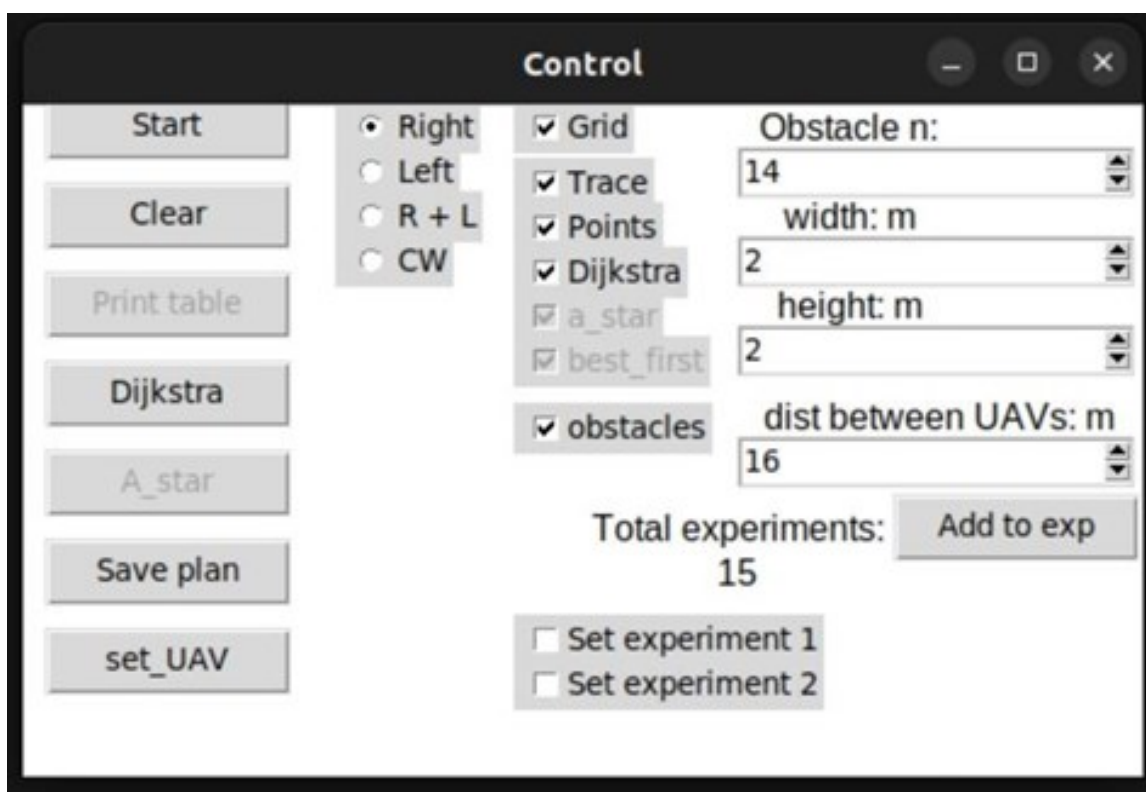 Control
Start
Clear
Print table
Dijkstra
A_star
Save plan
set_UAV
Right
Left
R + L
CW
Grid
Trace
Points
Dijkstra
a_star
best_first
obstacles
Obstacle n:
14
width: m
2
height: m
2
dist between UAVs: m
16
Total experiments:
15
Add to exp
Set experiment 1
Set experiment 2